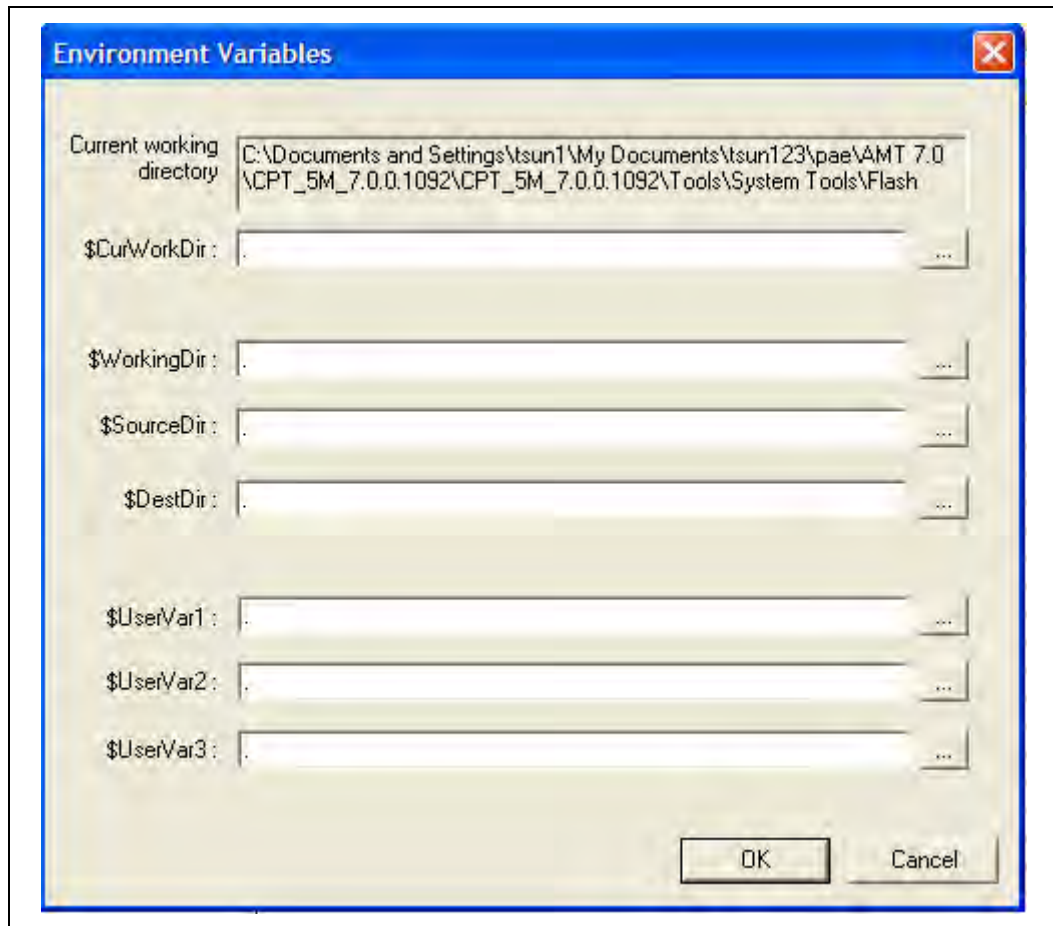 Environment Variables
Current working
directory
C:\Documents and Settings\tsun1\My Documents\tsun123\pae\AMT 7.0
\CPT_5M_7.0.0.1092\CPT_5M_7.0.0.1092\Tools\System Tools\Flash
$CurWorkDir : . ...
$WorkingDir : . ...
$SourceDir : . ...
$DestDir : . ...
$UserVar1 : . ...
$UserVar2 : . ...
$UserVar3 : . ...
OK Cancel